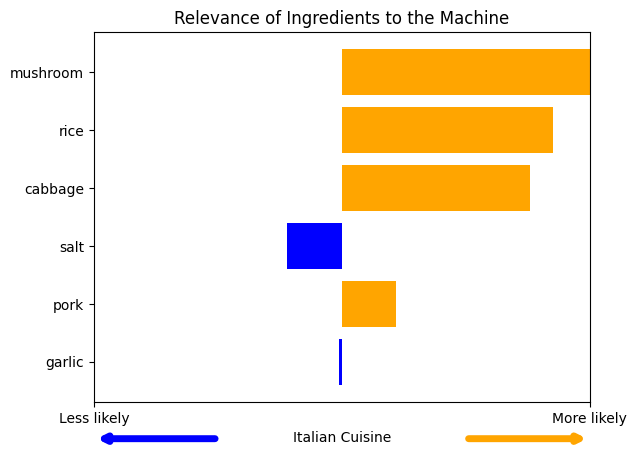 Relevance of Ingredients to the Machine
mushroom
rice
cabbage
salt
pork
garlic
Less likely
More likely
Italian Cuisine